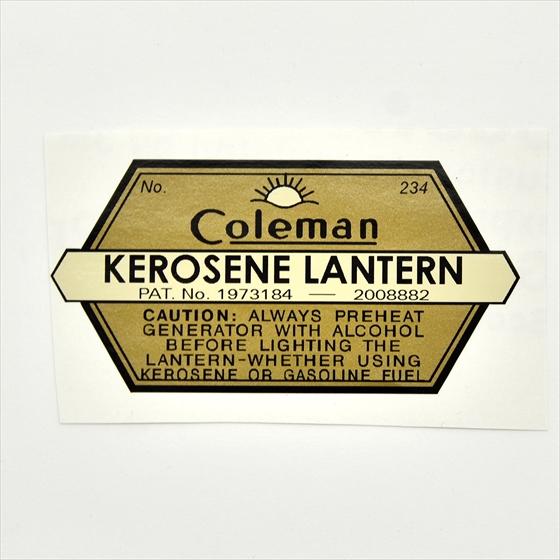 No. 234
Coleman
KEROSENE LANTERN
PAT. No. 1973184 — 2008882
CAUTION: ALWAYS PREHEAT
GENERATOR WITH ALCOHOL
BEFORE LIGHTING THE
LANTERN-WHETHER USING
KEROSENE OR GASOLINE FUEL